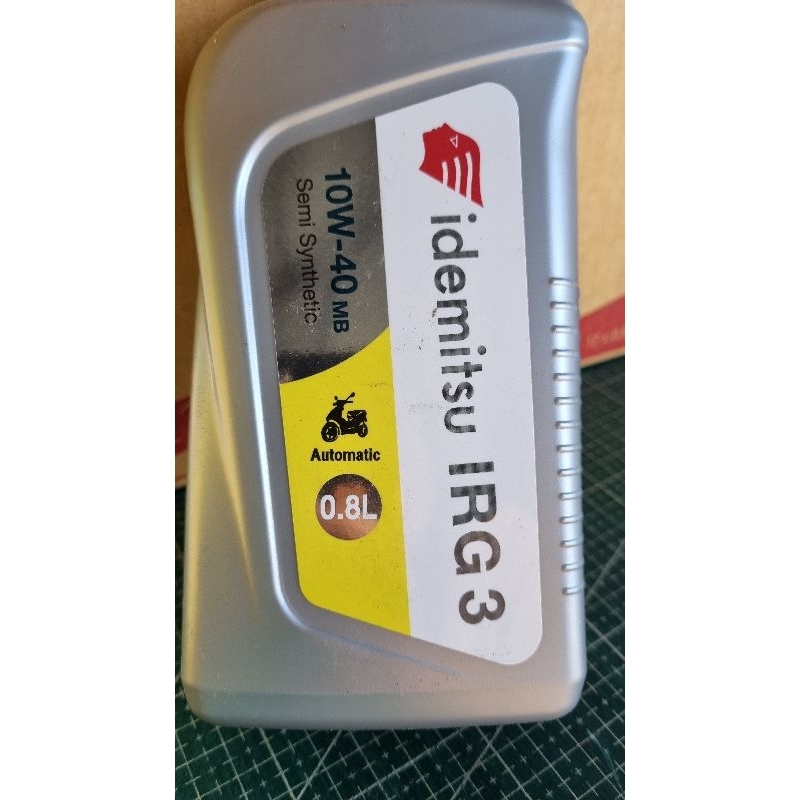 idemitsu IRG 3
10W-40 MB
Semi Synthetic
Automatic
0.8L